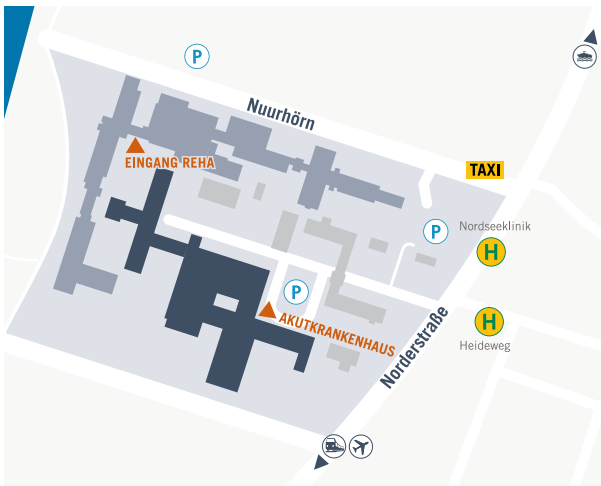 P
Nuurhörn
EINGANG REHA
TAXI
P
Nordseeklinik
H
P
AKUTKRANKENHAUS
H
Heideweg
Norderstraße